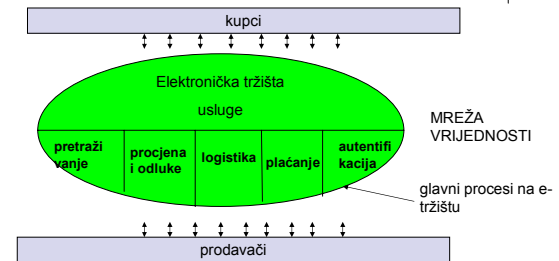 kupci
Elektronička tržišta
usluge
pretraži
vanje
procjena
i odluke
logistika
plaćanje
autentifi
kacija
MREŽA
VRIJEDNOSTI
glavni procesi na e-
tržištu
prodavači